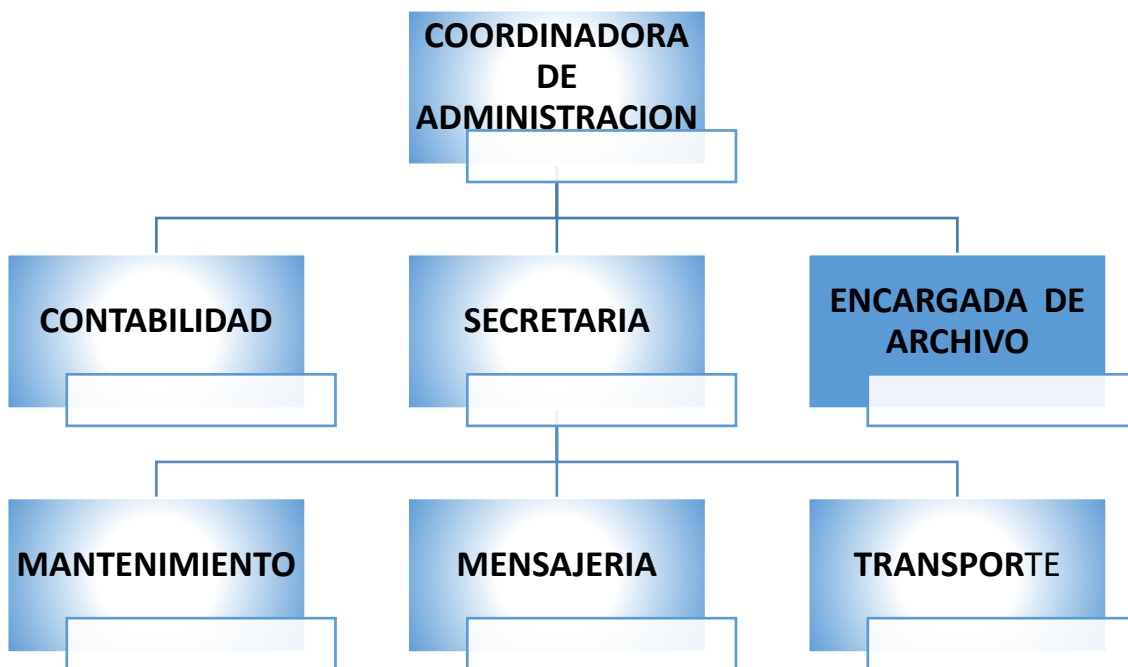 COORDINADORA
DE
ADMINISTRACION
CONTABILIDAD
SECRETARIA
ENCARGADA DE
ARCHIVO
MANTENIMIENTO
MENSAJERIA
TRANSPORTE